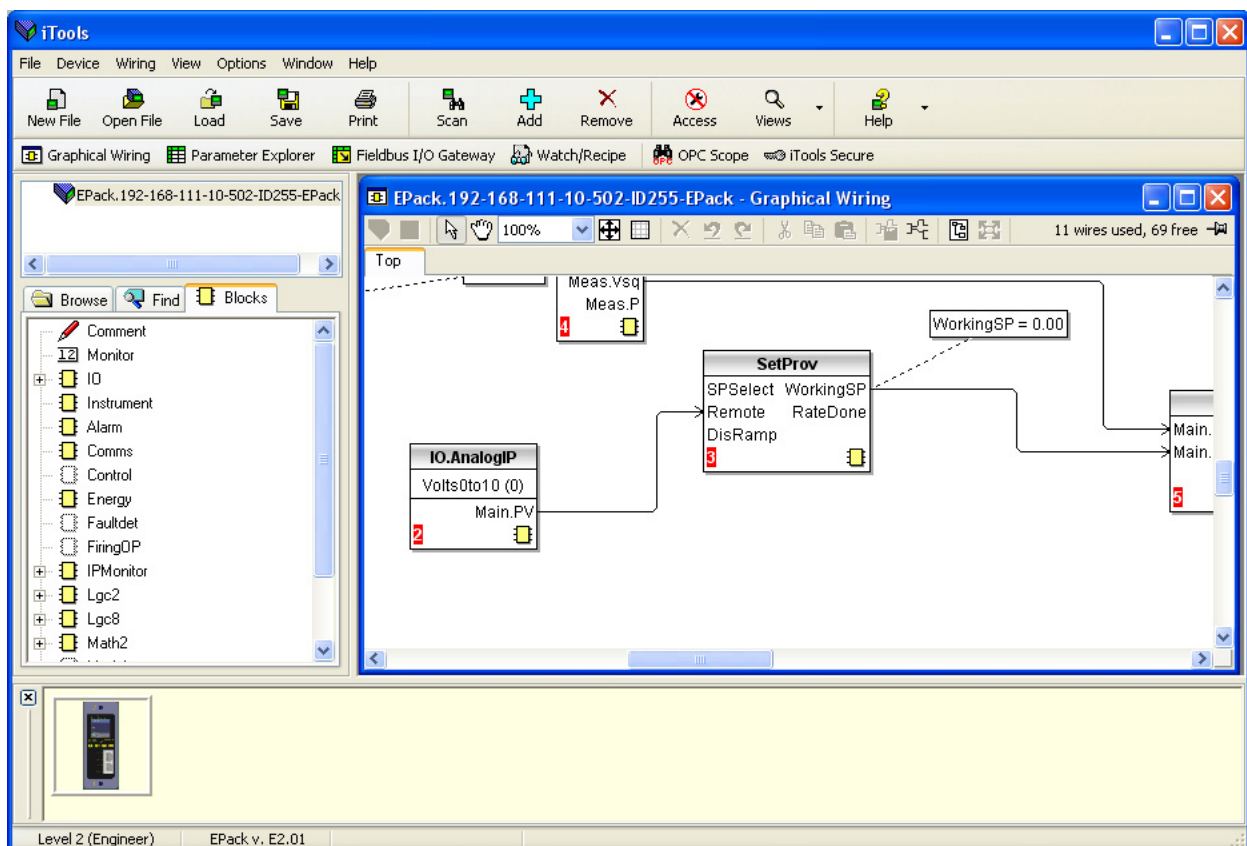 iTools
File Device Wiring View Options Window Help
New File Open File Load Save Print Scan Add Remove Access Views Help
Graphical Wiring Parameter Explorer Fieldbus I/O Gateway Watch/Recipe OPC Scope iTools Secure
EPack.192-168-111-10-502-ID255-EPack
Browse Find Blocks
Comment
12 Monitor
IO
Instrument
Alarm
Comms
Control
Energy
Faultdet
FiringOP
IPMonitor
Lgc2
Lgc8
Math2
EPack.192-168-111-10-502-ID255-EPack - Graphical Wiring
100% 11 wires used, 69 free
Top
Meas.Vsq
Meas.P
4
WorkingSP = 0.00
SetProv
SPSelect WorkingSP
Remote RateDone
DisRamp
3
IO.AnalogIP
Volts0to10 (0)
Main.PV
2
Main.
Main.
5
Level 2 (Engineer) EPack v. E2.01